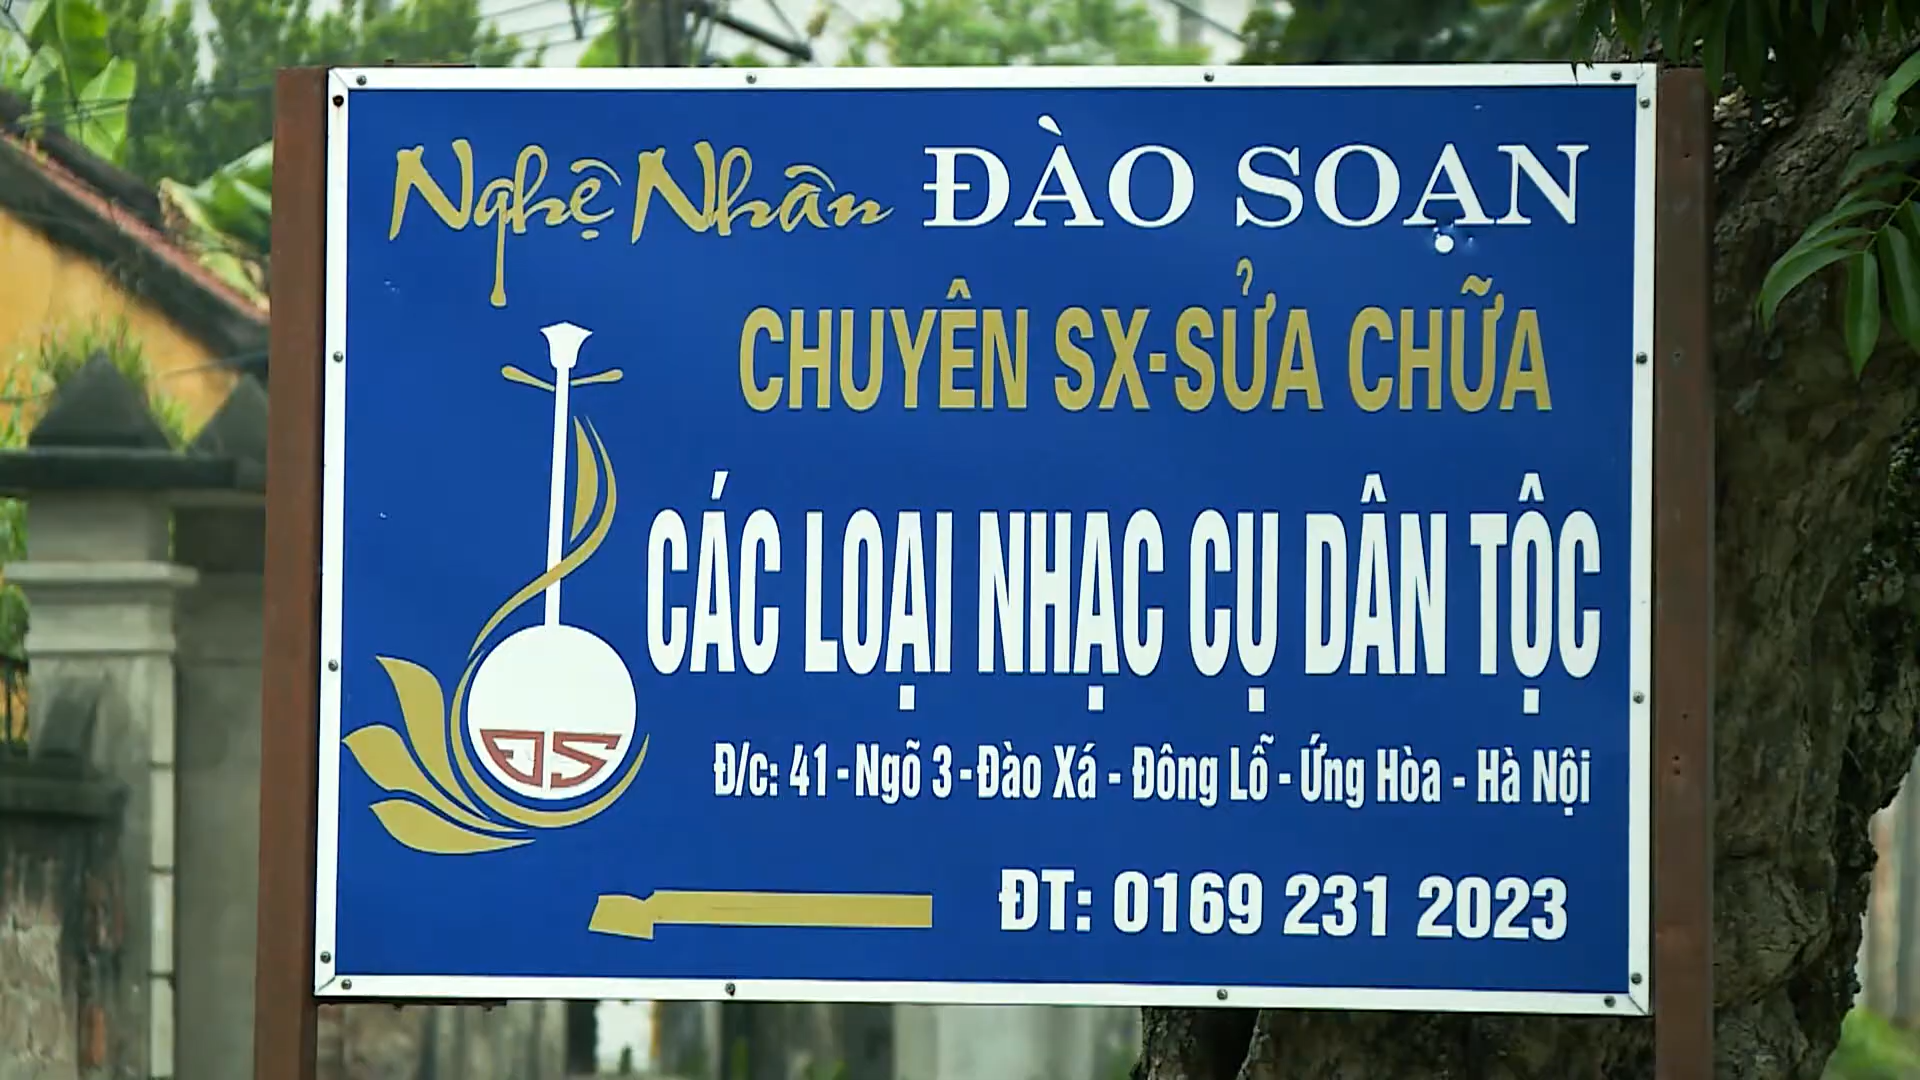 Nghệ Nhân ĐÀO SOẠN
CHUYÊN SX-SỬA CHỮA
CÁC LOẠI NHẠC CỤ DÂN TỘC
ĐS
Đ/c: 41 - Ngõ 3 - Đào Xá - Đông Lỗ - Ứng Hòa - Hà Nội
ĐT: 0169 231 2023